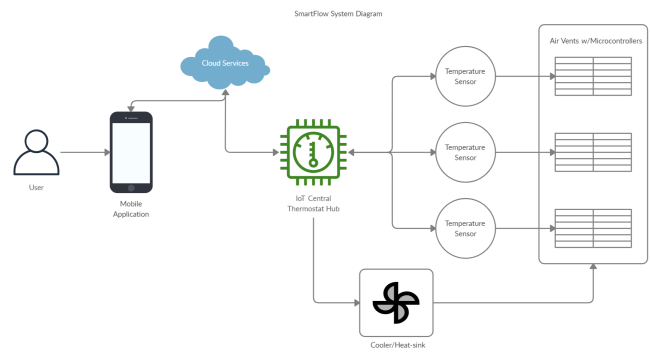 SmartFlow System Diagram
Cloud Services
Air Vents w/Microcontrollers
Temperature
Sensor
Temperature
Sensor
Temperature
Sensor
User
Mobile
Application
IoT Central
Thermostat Hub
Cooler/Heat-sink